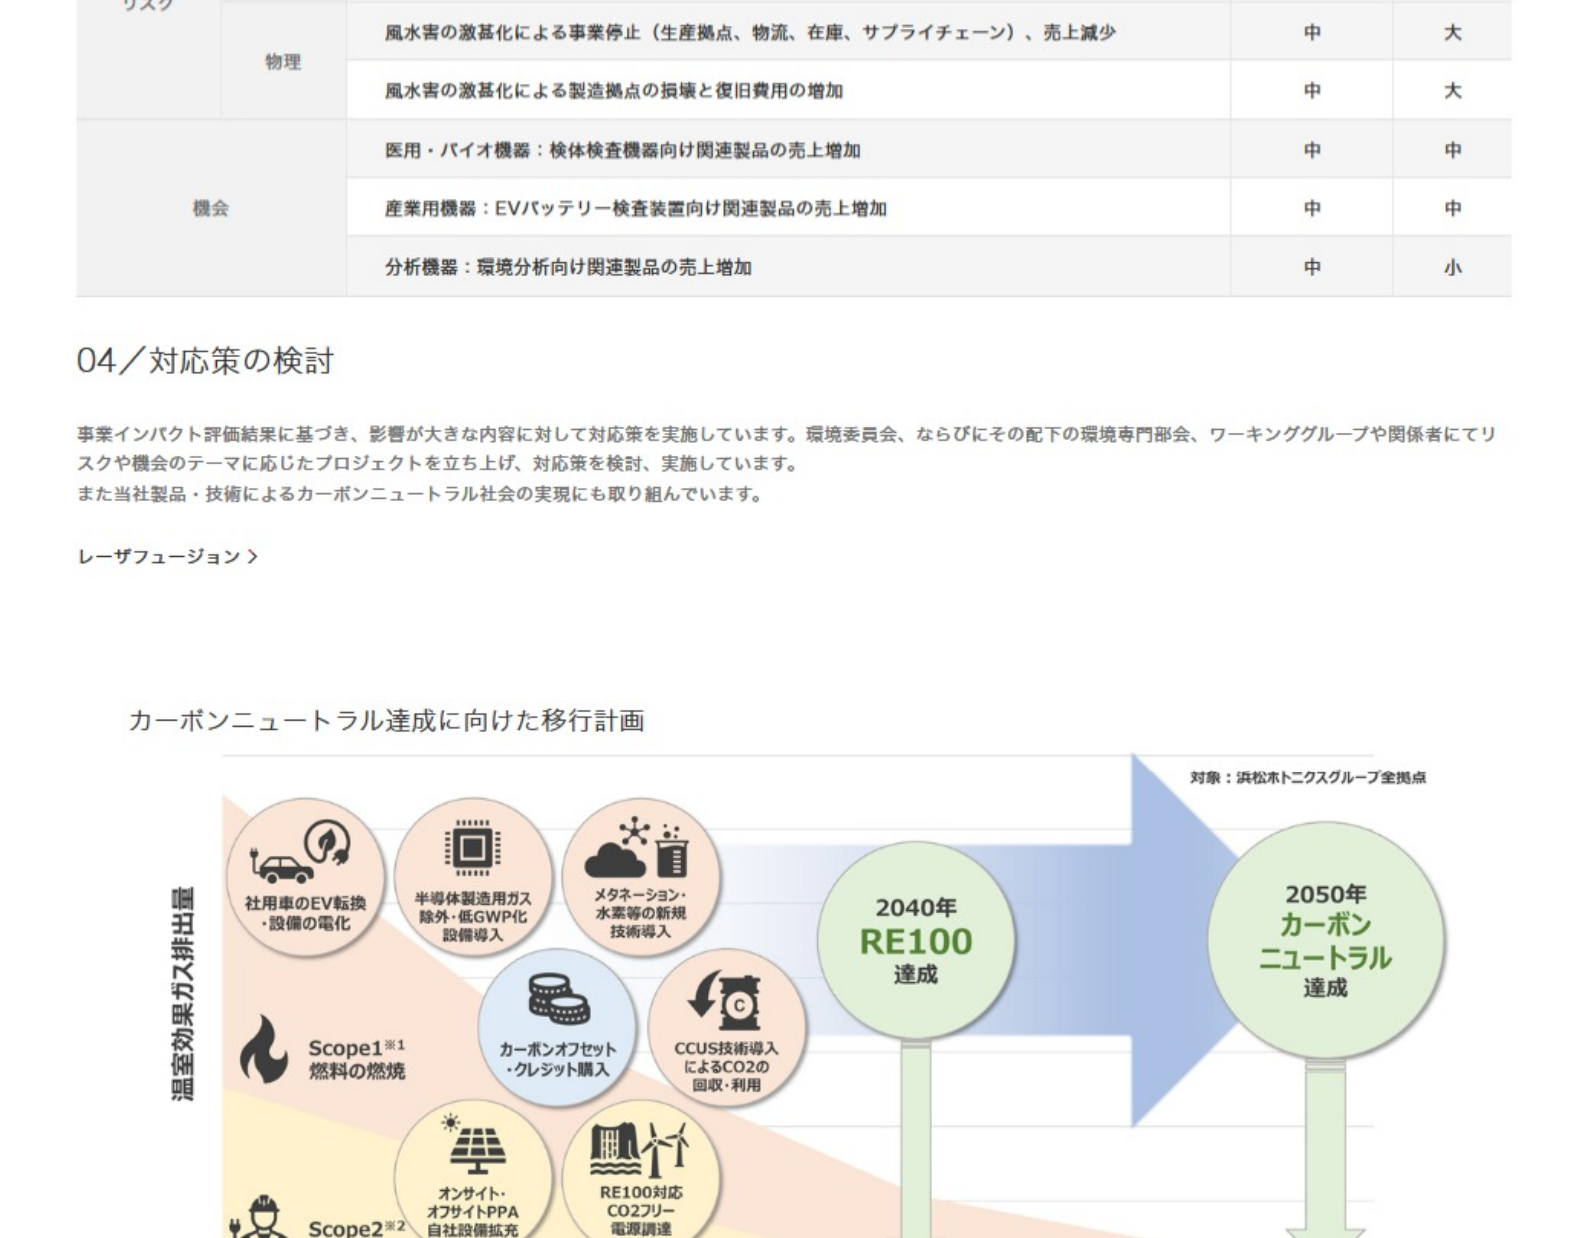 リスク
風水害の激甚化による事業停止（生産拠点、物流、在庫、サプライチェーン）、売上減少
中
大
物理
風水害の激甚化による製造拠点の損壊と復旧費用の増加
中
大
機会
医用・バイオ機器：検体検査機器向け関連製品の売上増加
中
中
産業用機器：EVバッテリー検査装置向け関連製品の売上増加
中
中
分析機器：環境分析向け関連製品の売上増加
中
小
04／対応策の検討
事業インパクト評価結果に基づき、影響が大きな内容に対して対応策を実施しています。環境委員会、ならびにその配下の環境専門部会、ワーキンググループや関係者にてリ
スクや機会のテーマに応じたプロジェクトを立ち上げ、対応策を検討、実施しています。
また当社製品・技術によるカーボンニュートラル社会の実現にも取り組んでいます。
レーザフュージョン >
カーボンニュートラル達成に向けた移行計画
対象：浜松ホトニクスグループ全拠点
温室効果ガス排出量
社用車のEV転換
・設備の電化
半導体製造用ガス
除外・低GWP化
設備導入
メタネーション・
水素等の新規
技術導入
2040年
RE100
達成
2050年
カーボン
ニュートラル
達成
カーボンオフセット
・クレジット購入
C
CCUS技術導入
によるCO2の
回収・利用
Scope1※1
燃料の燃焼
オンサイト・
オフサイトPPA
自社設備拡充
RE100対応
CO2フリー
電源調達
Scope2※2